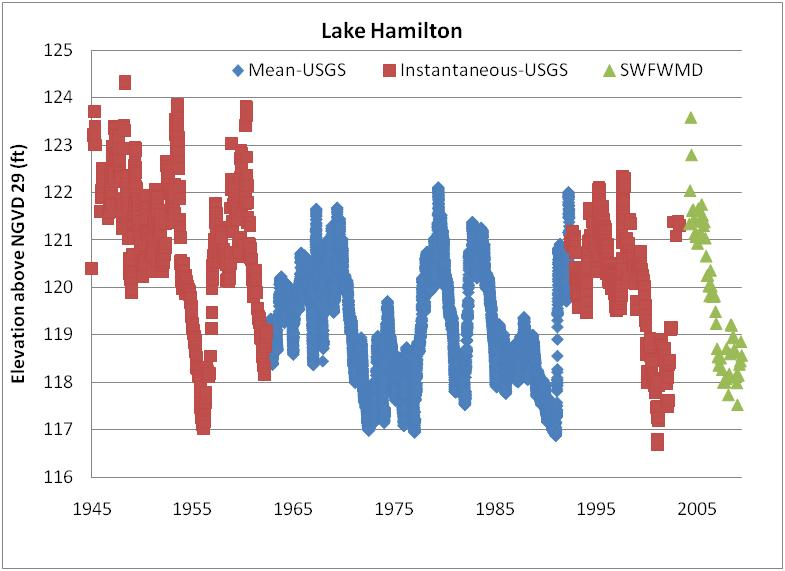 Lake Hamilton
Mean-USGS Instantaneous-USGS SWFWMD
Elevation above NGVD 29 (ft)
125
124
123
122
121
120
119
118
117
116
1945 1955 1965 1975 1985 1995 2005